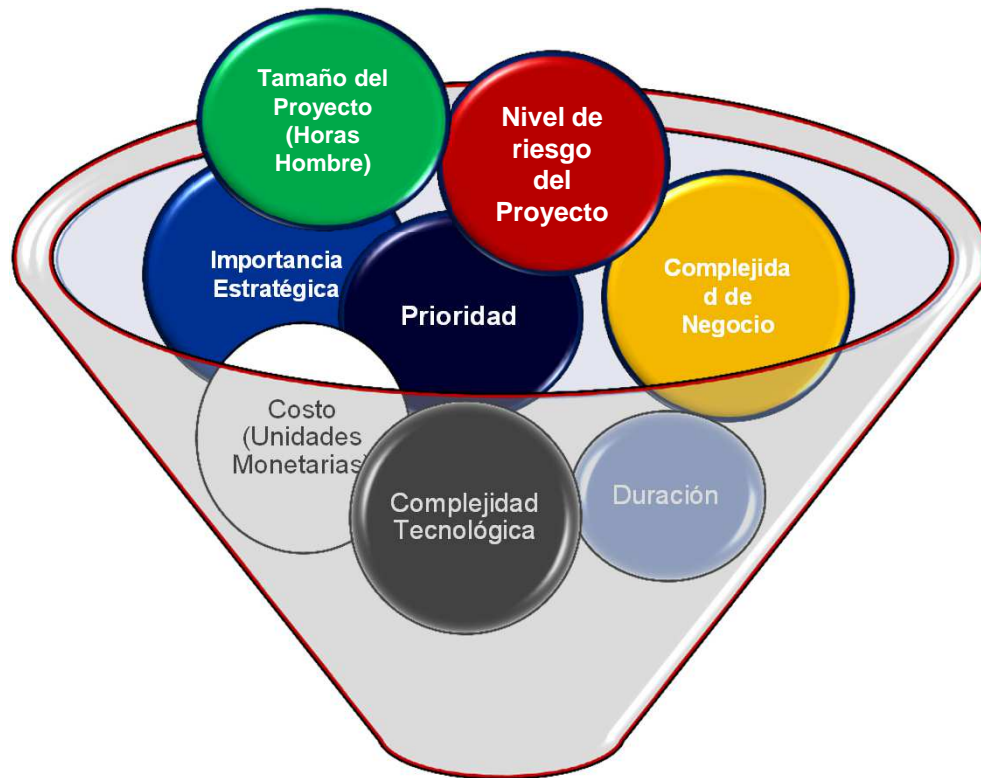 Tamaño del
Proyecto
(Horas
Hombre)
Nivel de
riesgo
del
Proyecto
Importancia
Estratégica
Prioridad
Complejida
d de
Negocio
Costo
(Unidades
Monetarias)
Complejidad
Tecnológica
Duración